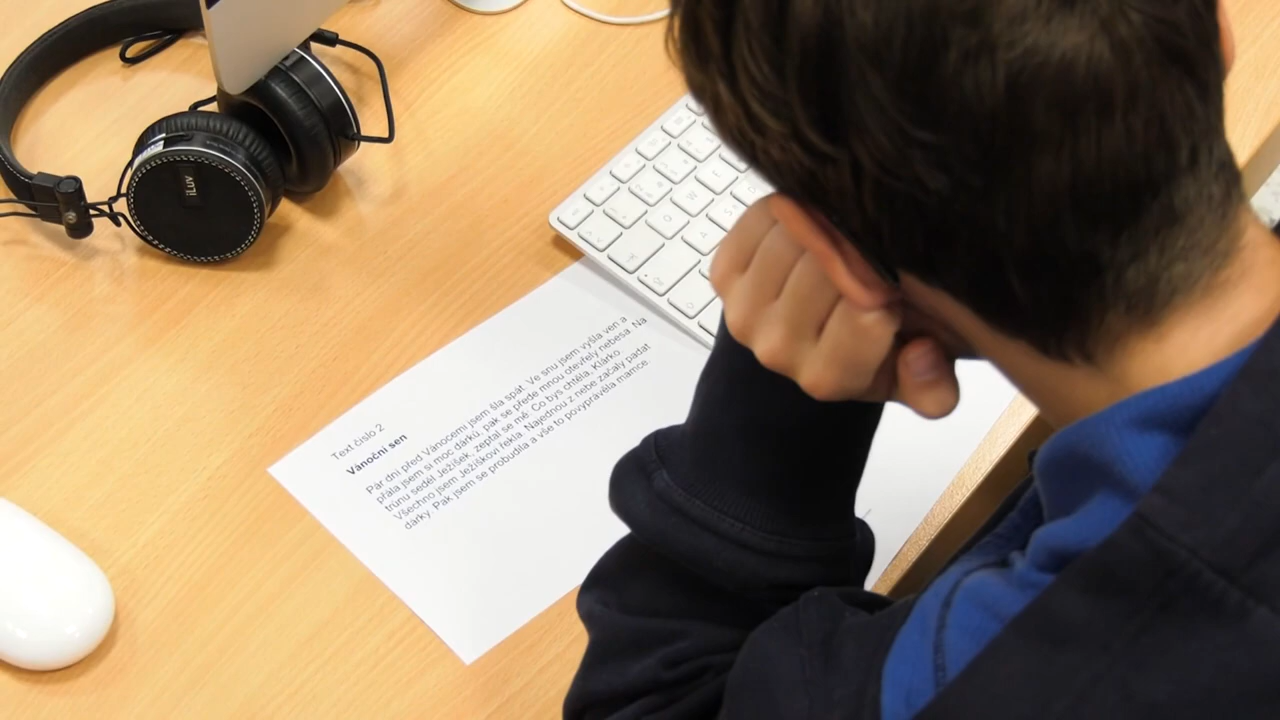 iLuv
Text číslo 2
Vánoční sen
Pár dní před Vánocemi jsem šla spát. Ve snu jsem vyšla ven a
přála jsem si moc dárků, pak se přede mnou otevřely nebesa. Na
trůnu seděl Ježíšek, zeptal se mě: Co bys chtěla, Klárko
Všechno jsem Ježíškovi řekla. Najednou z nebe začaly padat
dárky. Pak jsem se probudila a vše to povyprávěla mamce.